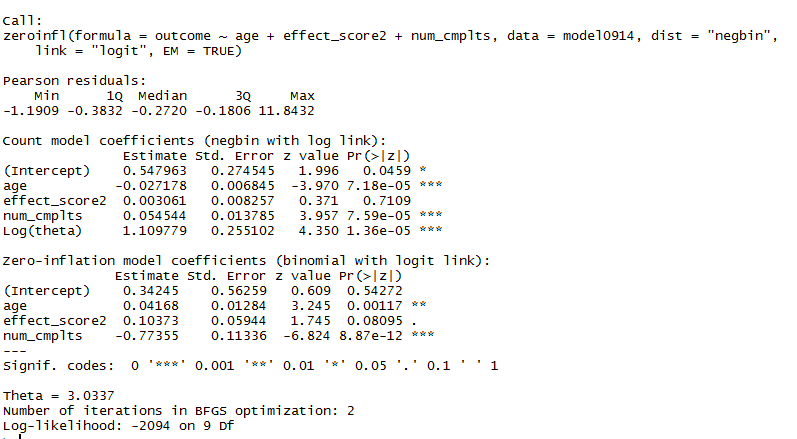 Call:
zeroinfl(formula = outcome ~ age + effect_score2 + num_cmplts, data = model0914, dist = "negbin",
    link = "logit", EM = TRUE)
Pearson residuals:
    Min      1Q  Median      3Q     Max
-1.1909 -0.3832 -0.2720 -0.1806 11.8432
Count model coefficients (negbin with log link):
               Estimate Std. Error z value Pr(>|z|)
(Intercept)    0.547963   0.274545   1.996   0.0459 *
age           -0.027178   0.006845  -3.970 7.18e-05 ***
effect_score2  0.003061   0.008257   0.371   0.7109
num_cmplts     0.054544   0.013785   3.957 7.59e-05 ***
Log(theta)     1.109779   0.255102   4.350 1.36e-05 ***
Zero-inflation model coefficients (binomial with logit link):
              Estimate Std. Error z value Pr(>|z|)
(Intercept)    0.34245    0.56259   0.609  0.54272
age            0.04168    0.01284   3.245  0.00117 **
effect_score2  0.10373    0.05944   1.745  0.08095 .
num_cmplts    -0.77355    0.11336  -6.824 8.87e-12 ***
---
Signif. codes:  0 '***' 0.001 '**' 0.01 '*' 0.05 '.' 0.1 ' ' 1
Theta = 3.0337
Number of iterations in BFGS optimization: 2
Log-likelihood: -2094 on 9 Df